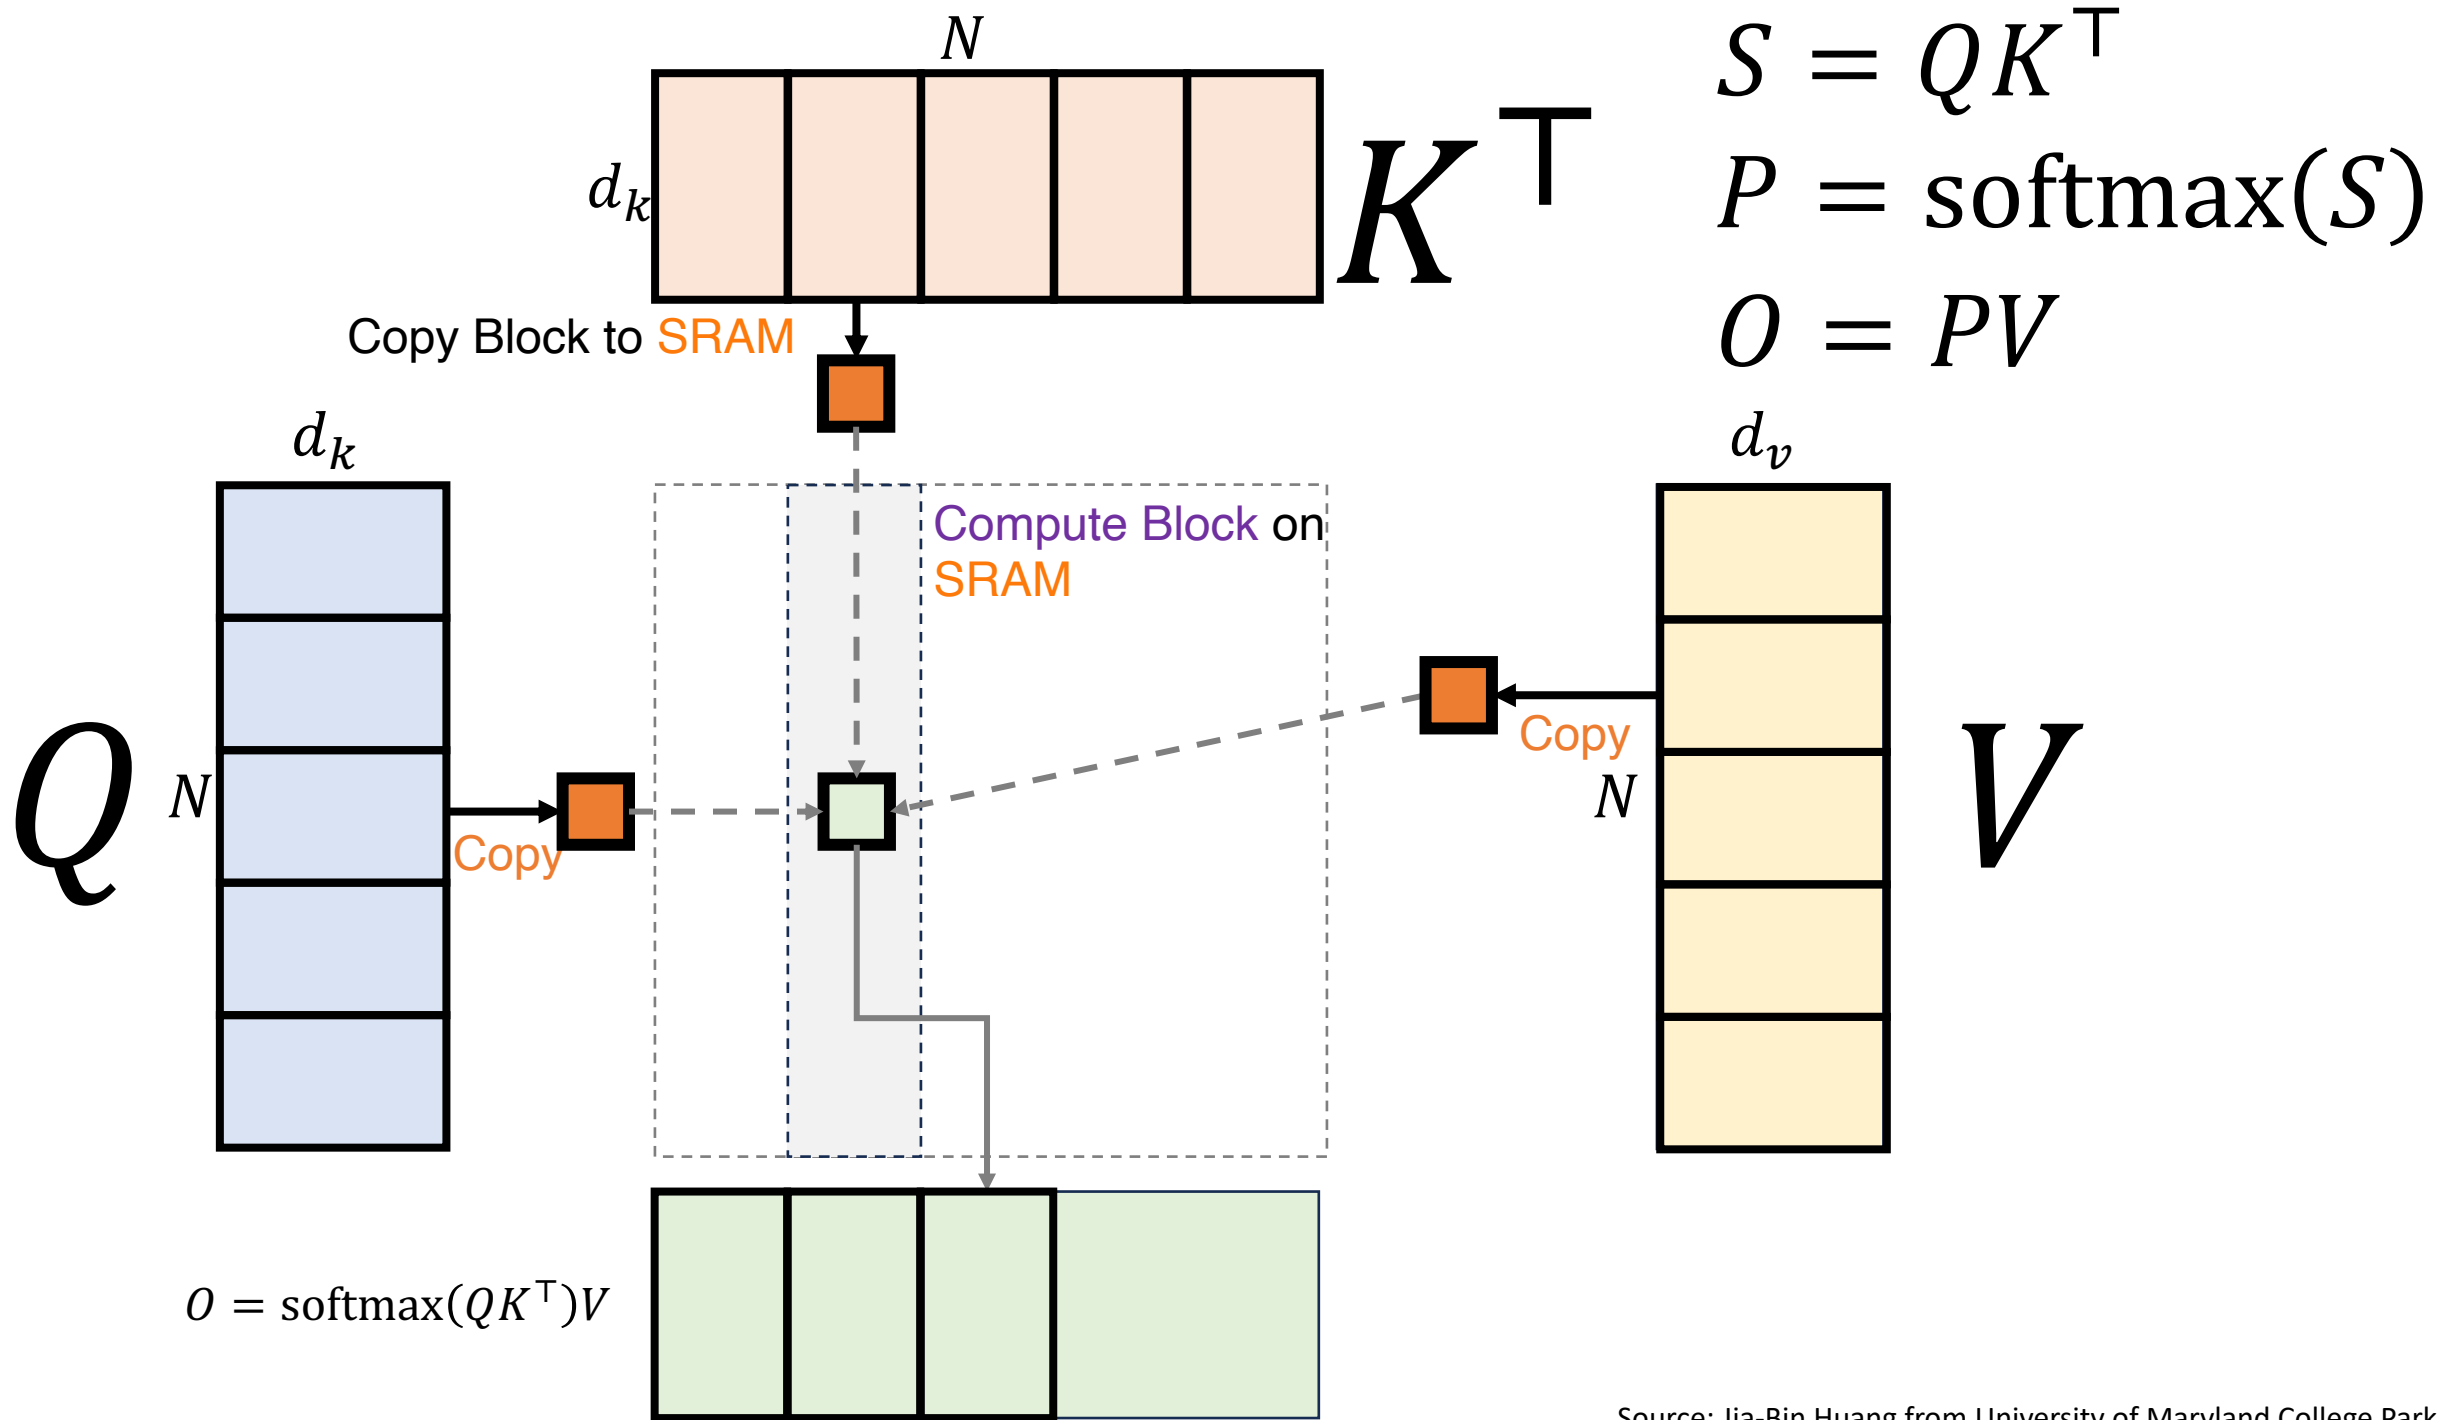 N
S = QK⊤
d_k
K⊤
P = softmax(S)
Copy Block to SRAM
O = PV
d_k
d_v
Compute Block on
SRAM
Copy
Q
N
N
V
Copy
O = softmax(QK⊤)V
Source: Jia-Bin Huang from University of Maryland College Park